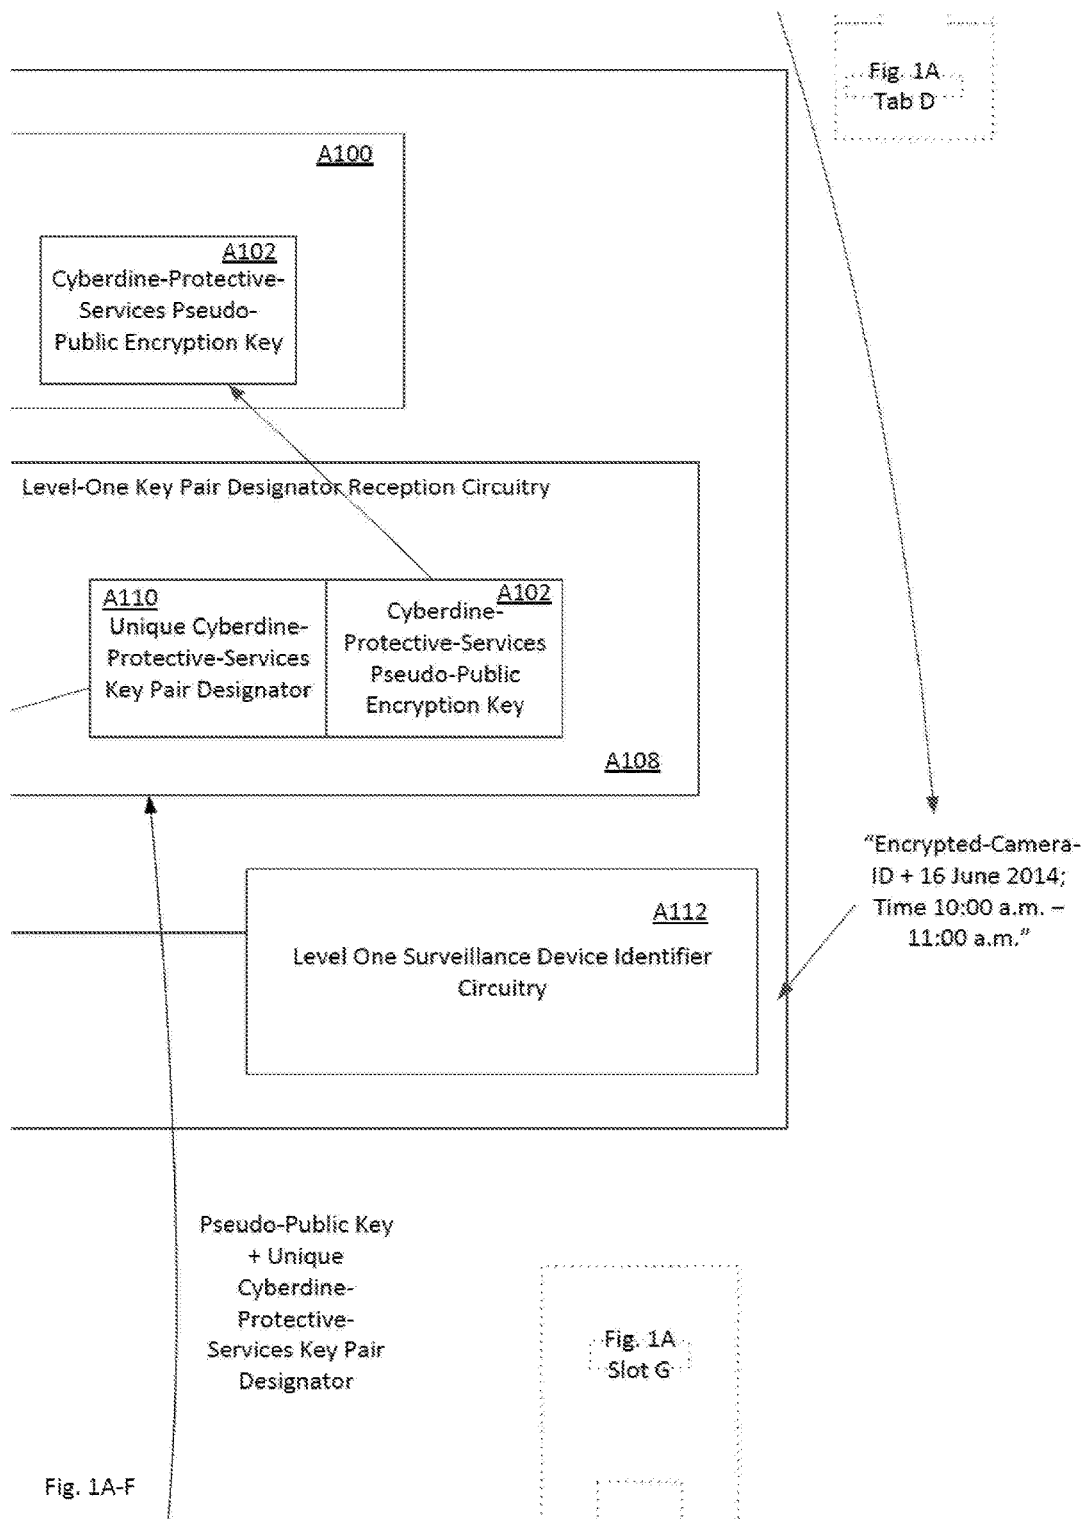 Fig. 1A
Tab D
A100
A102
Cyberdine-Protective-
Services Pseudo-
Public Encryption Key
Level-One Key Pair Designator Reception Circuitry
A110
Unique Cyberdine-
Protective-Services
Key Pair Designator
A102
Cyberdine-
Protective-Services
Pseudo-Public
Encryption Key
A108
“Encrypted-Camera-
ID + 16 June 2014;
Time 10:00 a.m. –
11:00 a.m.”
A112
Level One Surveillance Device Identifier
Circuitry
Pseudo-Public Key
+ Unique
Cyberdine-
Protective-
Services Key Pair
Designator
Fig. 1A
Slot G
Fig. 1A-F